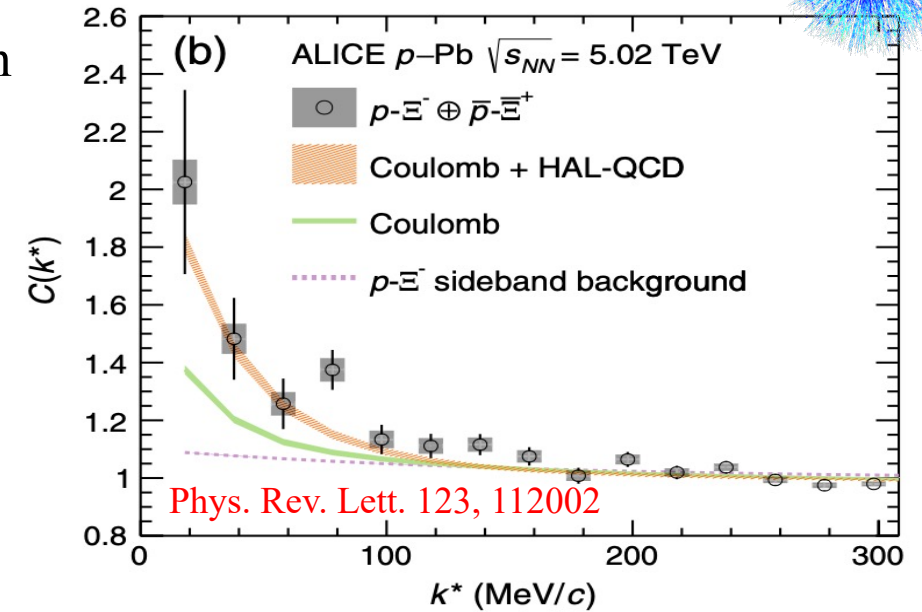 n
(b)
ALICE p–Pb √sNN = 5.02 TeV
p-Ξ⁻ ⊕ p̅-Ξ̅⁺
Coulomb + HAL-QCD
Coulomb
p-Ξ⁻ sideband background
Phys. Rev. Lett. 123, 112002
C(k*)
2.6
2.4
2.2
2
1.8
1.6
1.4
1.2
1
0.8
0 100 200 300
k* (MeV/c)